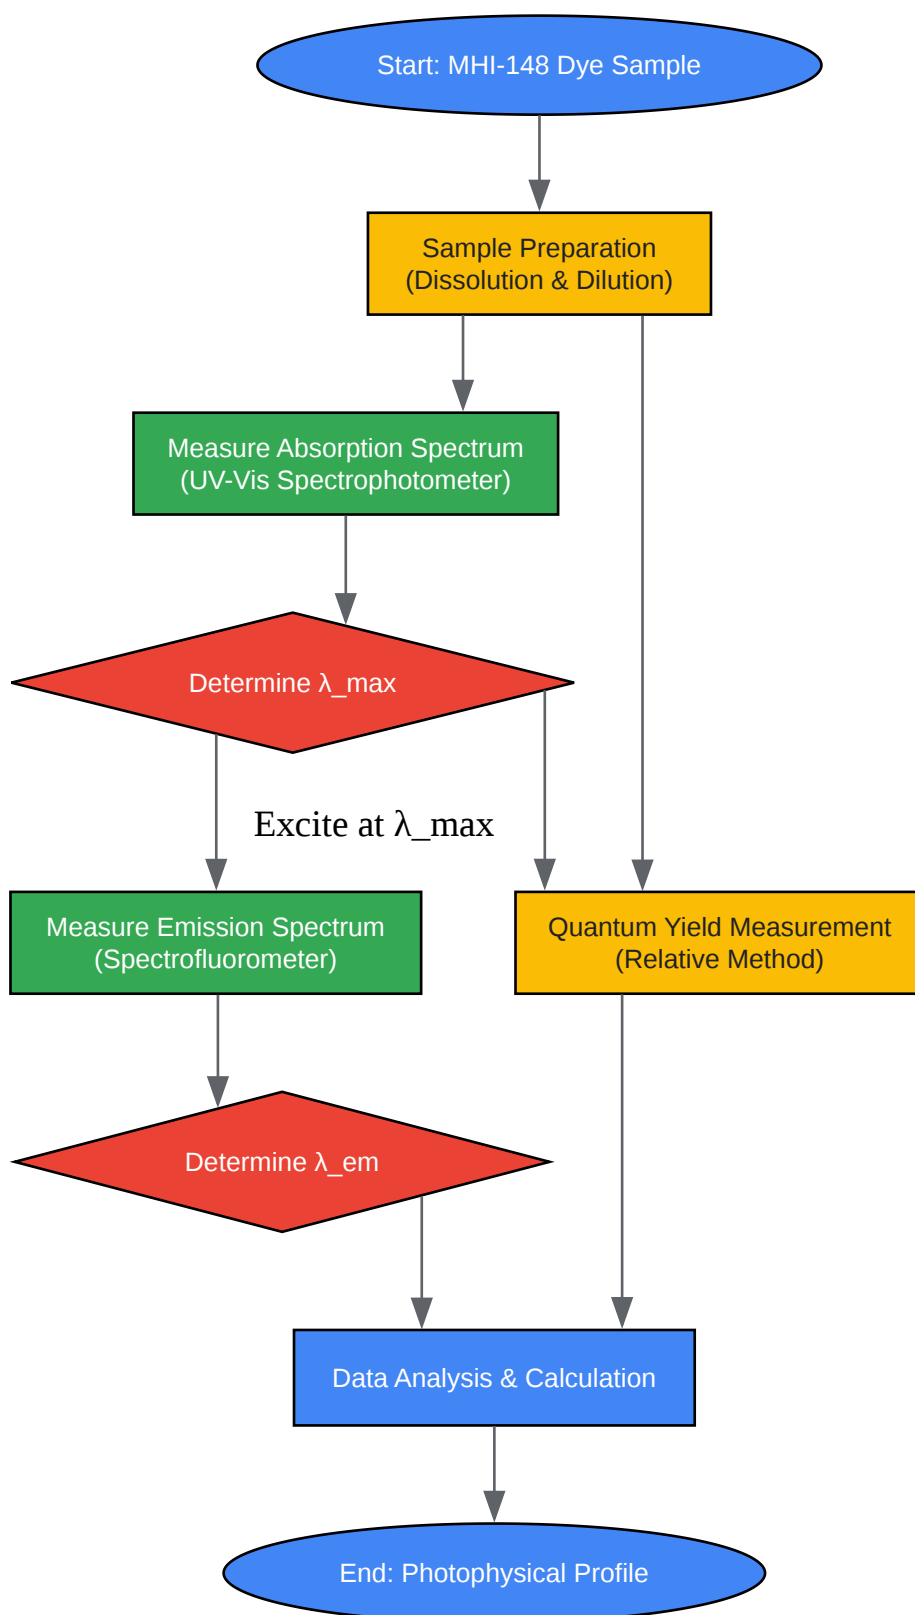 Start: MHI-148 Dye Sample
Sample Preparation
(Dissolution & Dilution)
Measure Absorption Spectrum
(UV-Vis Spectrophotometer)
Determine λ_max
Excite at λ_max
Measure Emission Spectrum
(Spectrofluorometer)
Quantum Yield Measurement
(Relative Method)
Determine λ_em
Data Analysis & Calculation
End: Photophysical Profile